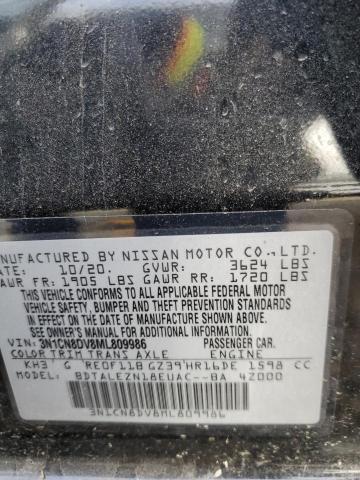 NUFACTURED BY NISSAN MOTOR CO.,LTD.
ATE: 10/20. GVWR: 3624 LBS
AWR FR:1905 LBS GAWR RR: 1720 LBS
THIS VEHICLE CONFORMS TO ALL APPLICABLE FEDERAL MOTOR
VEHICLE SAFETY, BUMPER AND THEFT PREVENTION STANDARDS IN
EFFECT ON THE DATE OF MANUFACTURE SHOWN ABOVE.
SEE OWNER'S MANUAL FOR ADDITIONAL INFORMATION
VIN:3N1CN8DV8ML809986 PASSENGER CAR.
COLOR TRIM TRANS AXLE ENGINE
KH3 G RE0F11B GZ39 HR16DE 1598 CC
MODEL: BDTALEZN18EUAC--BA 4Z000
3N1CN8DV8ML809986